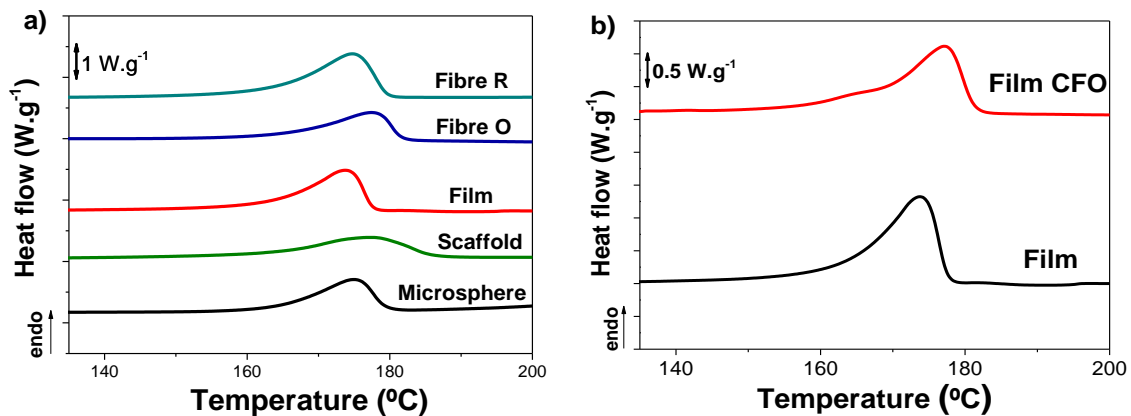 a)
1 W.g⁻¹
Fibre R
Fibre O
Film
Scaffold
Microsphere
Heat flow (W.g⁻¹)
endo
140 160 180 200
Temperature (ºC)
b)
0.5 W.g⁻¹
Film CFO
Film
Heat flow (W.g⁻¹)
endo
140 160 180 200
Temperature (ºC)